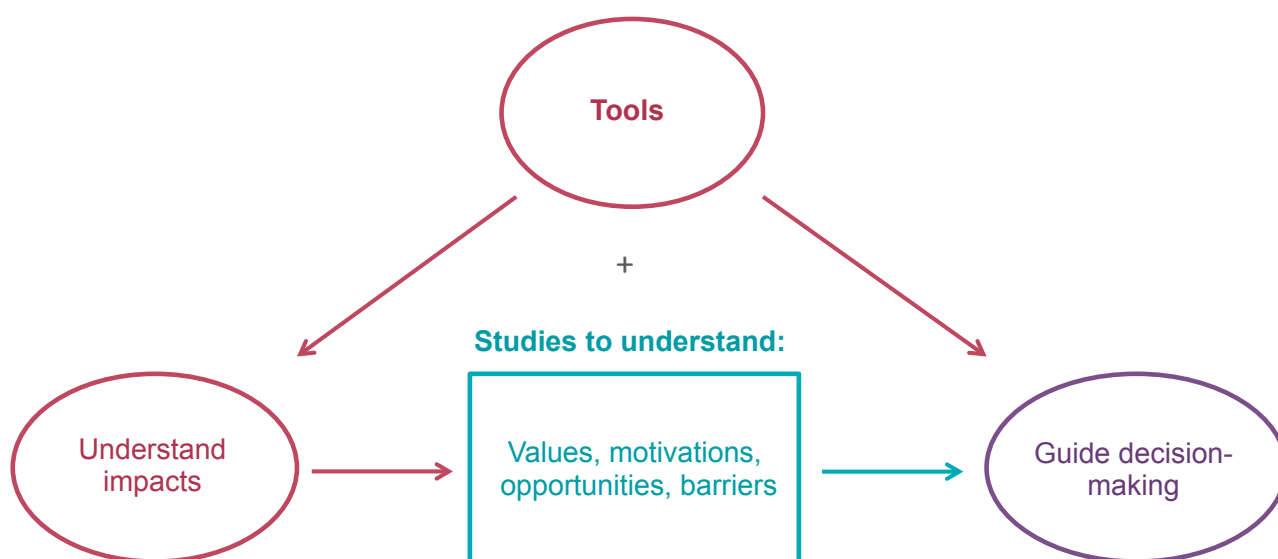 Tools
+
Studies to understand:
Understand
impacts
Values, motivations,
opportunities, barriers
Guide decision-
making